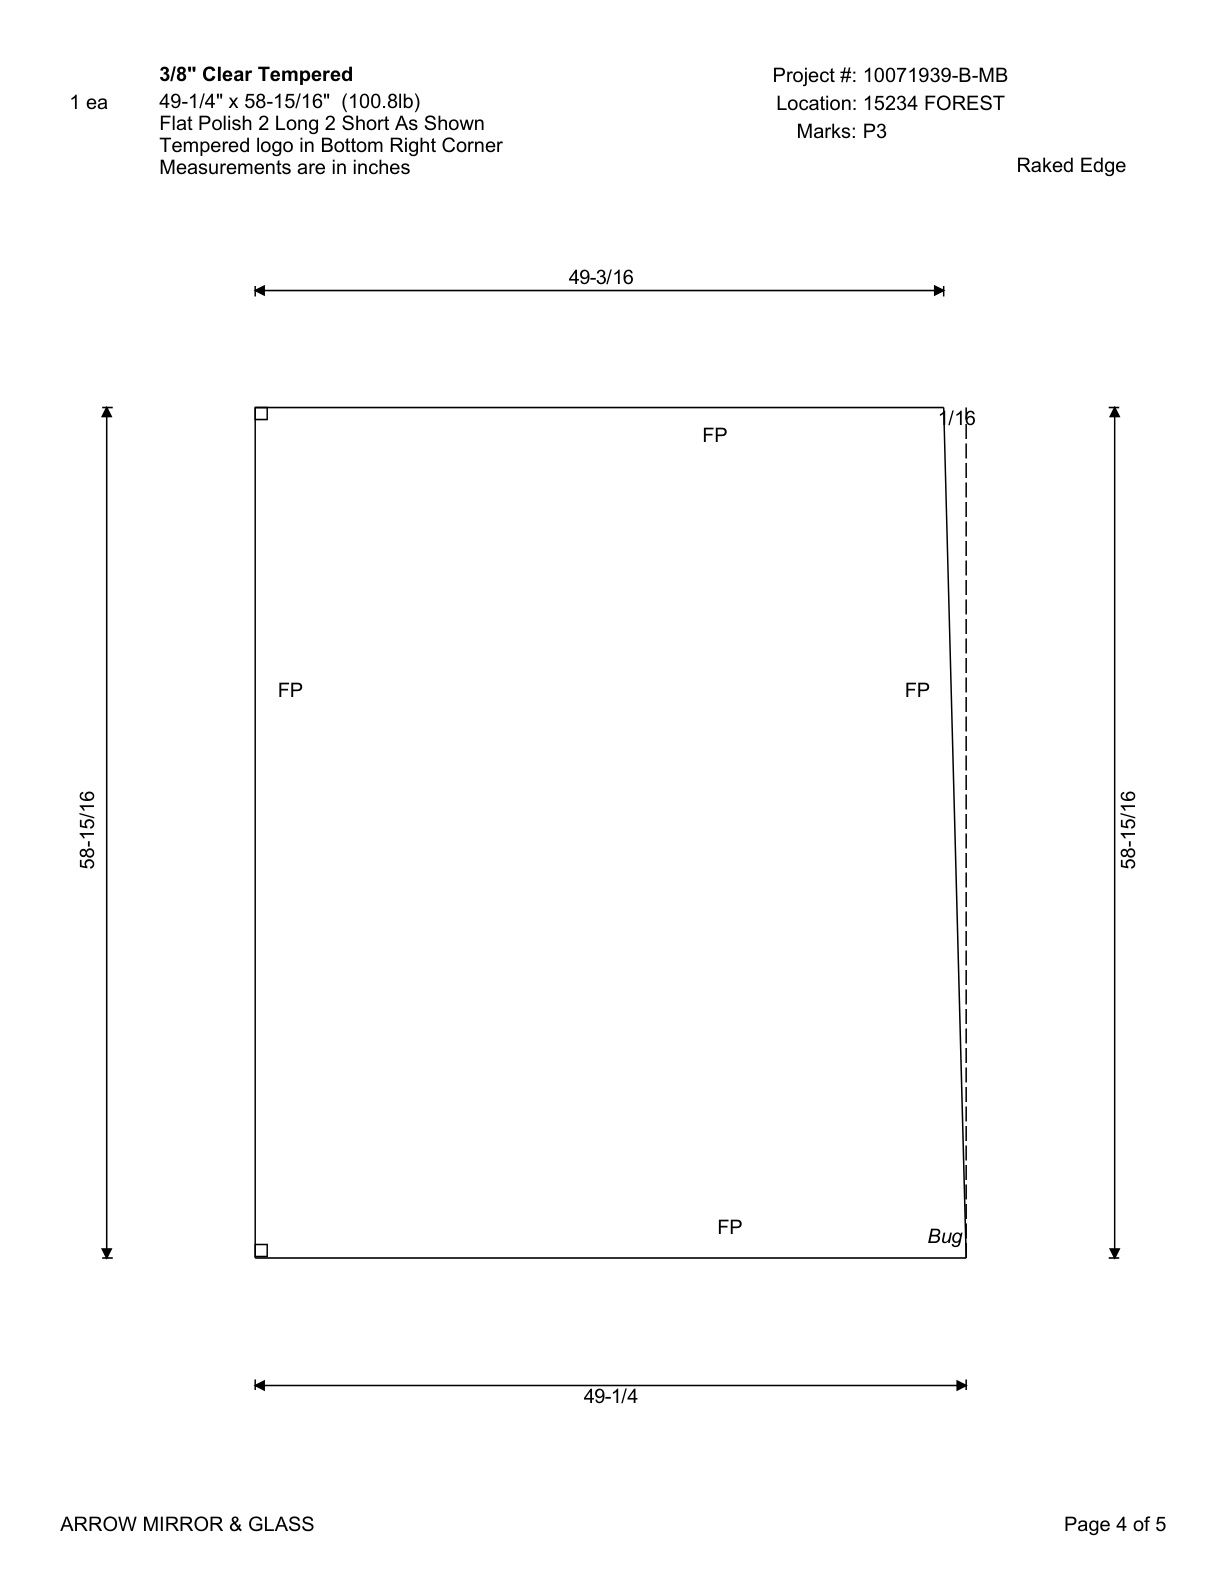 3/8" Clear Tempered
1 ea
49-1/4" x 58-15/16" (100.8lb)
Flat Polish 2 Long 2 Short As Shown
Tempered logo in Bottom Right Corner
Measurements are in inches
Project #: 10071939-B-MB
Location: 15234 FOREST
Marks: P3
Raked Edge
49-3/16
1/16
FP
FP
FP
58-15/16
58-15/16
FP
Bug
49-1/4
ARROW MIRROR & GLASS
Page 4 of 5